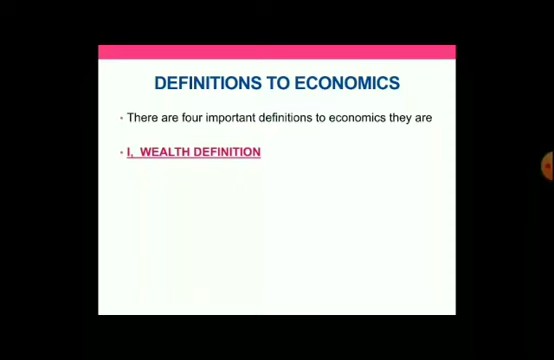 DEFINITIONS TO ECONOMICS
• There are four important definitions to economics they are
• I, WEALTH DEFINITION